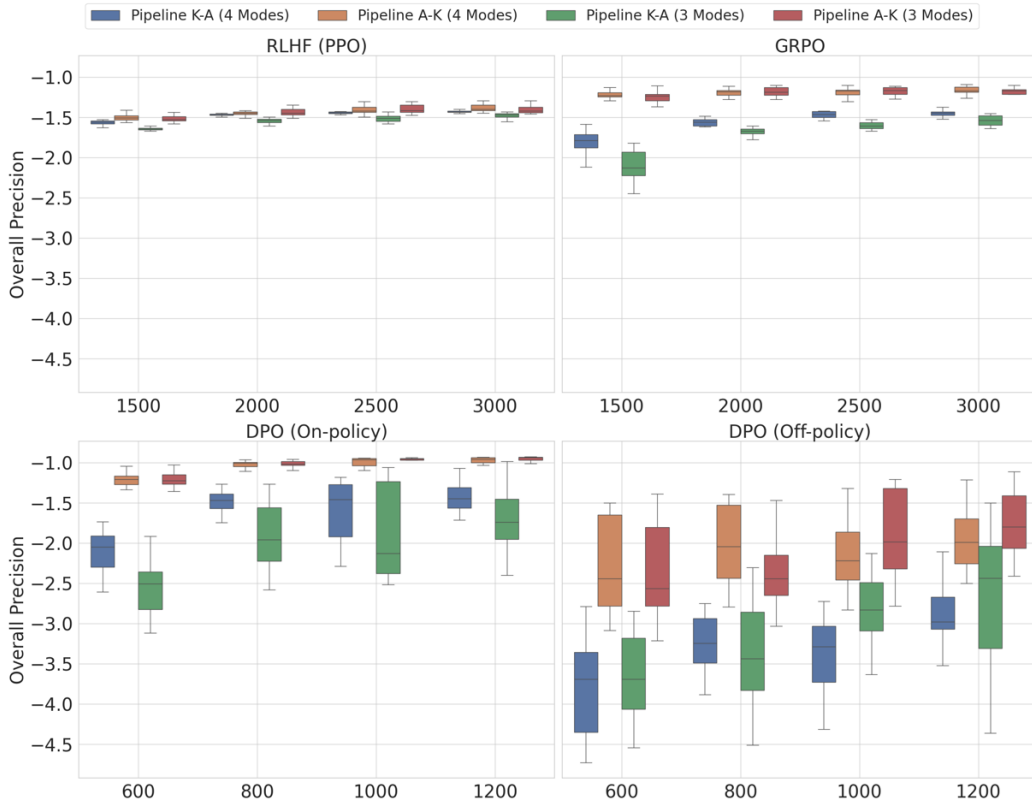 Pipeline K-A (4 Modes) Pipeline A-K (4 Modes) Pipeline K-A (3 Modes) Pipeline A-K (3 Modes)
RLHF (PPO)
Overall Precision
−1.0
−1.5
−2.0
−2.5
−3.0
−3.5
−4.0
−4.5
1500 2000 2500 3000
GRPO
1500 2000 2500 3000
DPO (On-policy)
Overall Precision
−1.0
−1.5
−2.0
−2.5
−3.0
−3.5
−4.0
−4.5
600 800 1000 1200
DPO (Off-policy)
600 800 1000 1200